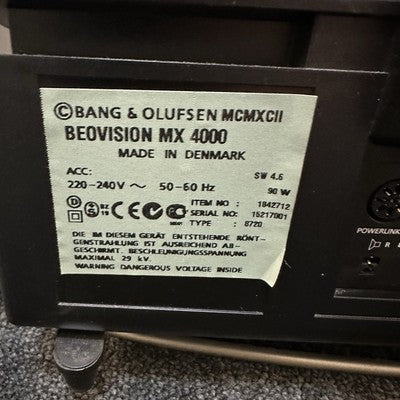 ©BANG & OLUFSEN MCMXCII
BEOVISION MX 4000
MADE IN DENMARK
ACC: SW 4.6
220-240V ~ 50-60 Hz 90 W
ITEM NO : 1842712
SERIAL NO: 15217001
TYPE : 8720
DIE IM DIESEM GERÄT ENTSTEHENDE RÖNT-
GENSTRAHLUNG IST AUSREICHEND AB-
GESCHIRMT. BESCHLEUNIGUNGSSPANNUNG
MAXIMAL 29 kV.
WARNING DANGEROUS VOLTAGE INSIDE
POWERLINK
R